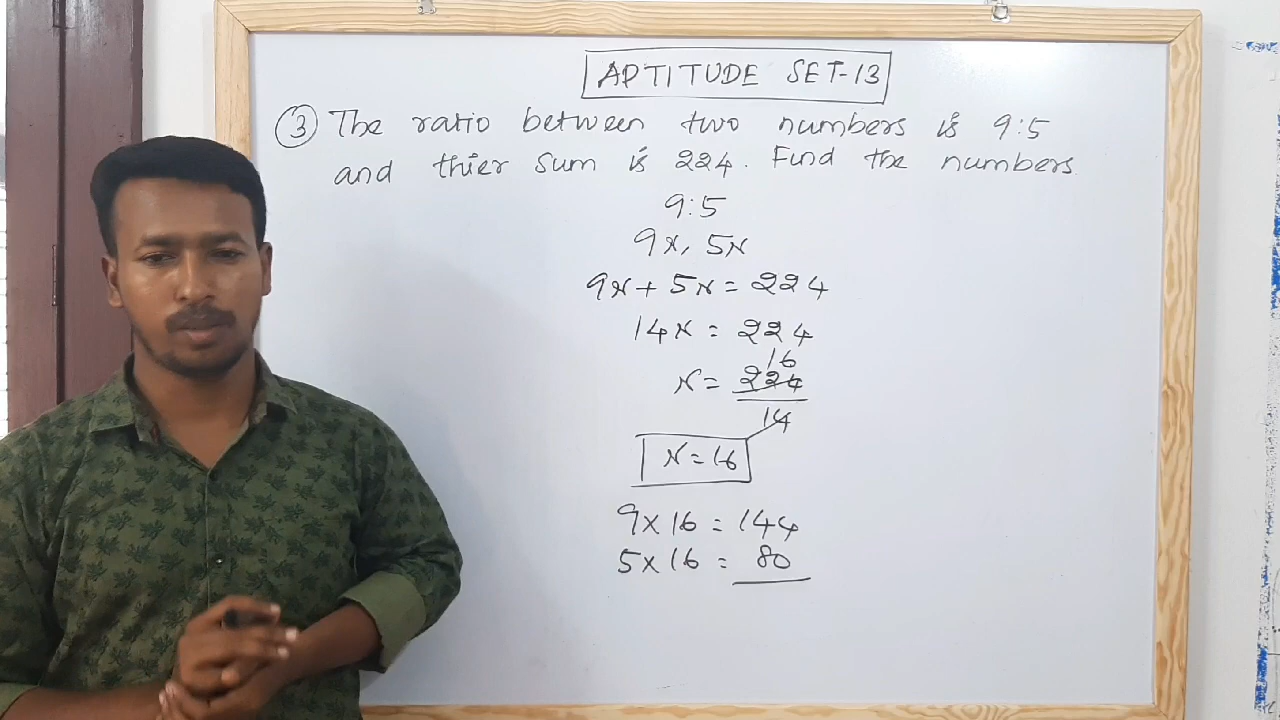 APTITUDE SET-13
③ The ratio between two numbers is 9:5
and thier sum is 224. Find the numbers
9:5
9x, 5x
9x + 5x = 224
14x = 224
16
x = 224
14
x = 16
9 x 16 = 144
5 x 16 = 80